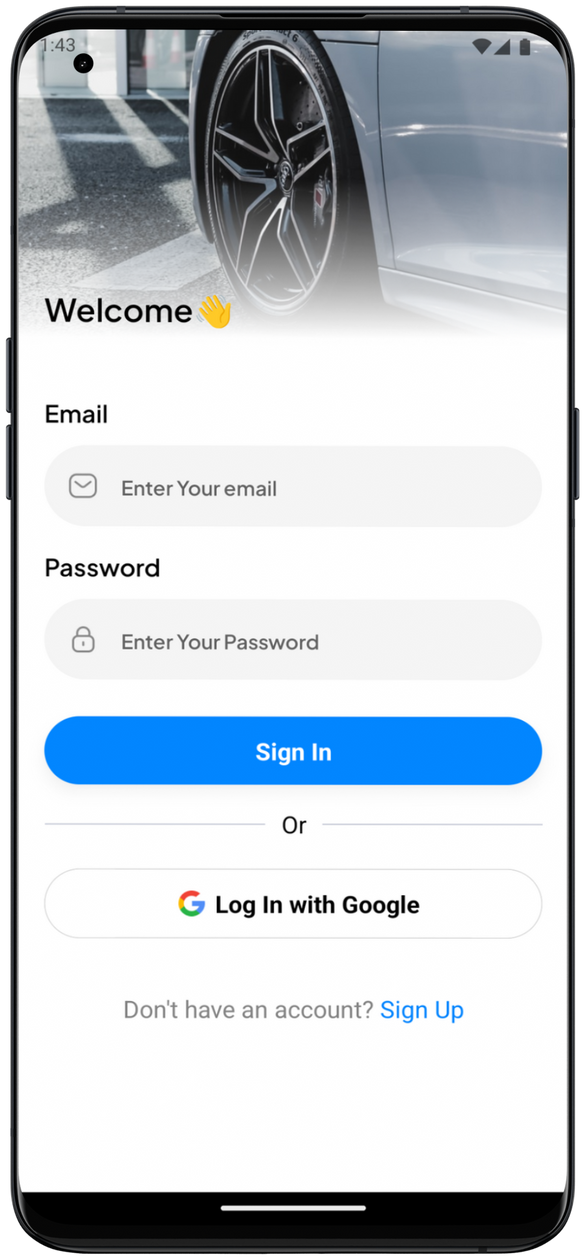 1:43
Welcome👋
Email
Enter Your email
Password
Enter Your Password
Sign In
Or
Log In with Google
Don't have an account? Sign Up